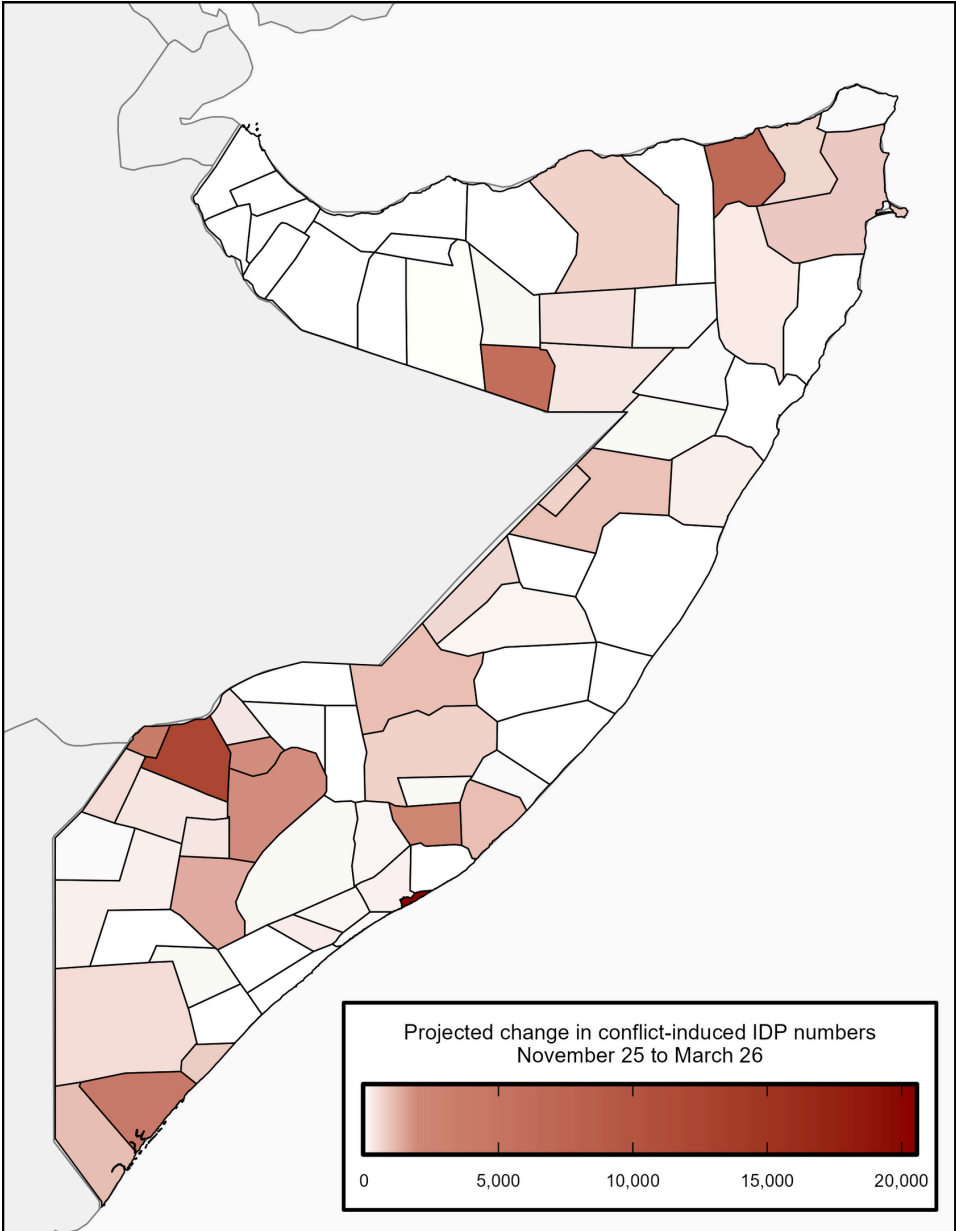 Projected change in conflict-induced IDP numbers
November 25 to March 26
0 5,000 10,000 15,000 20,000